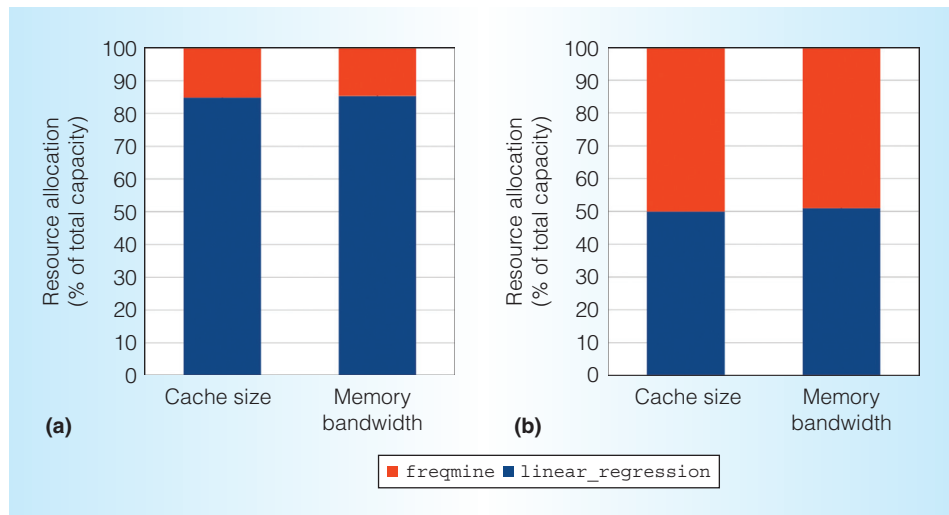 Resource allocation
(% of total capacity)
100
90
80
70
60
50
40
30
20
10
0
Cache size
Memory
bandwidth
(a)
Resource allocation
(% of total capacity)
100
90
80
70
60
50
40
30
20
10
0
Cache size
Memory
bandwidth
(b)
freqmine linear_regression